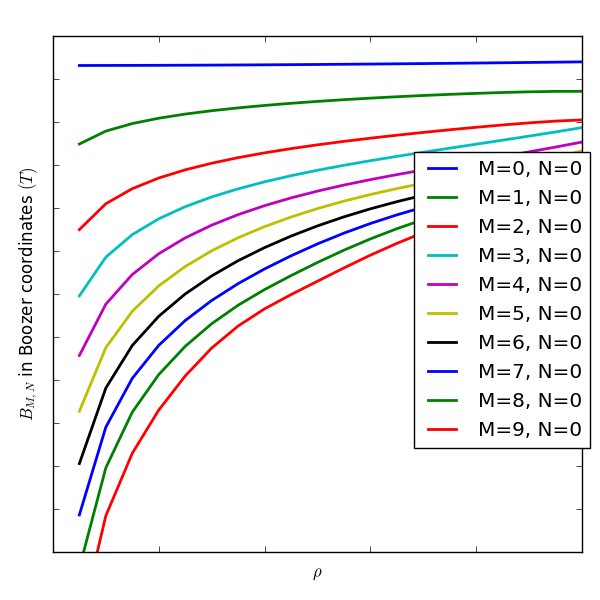 $B_{M,N}$ in Boozer coordinates $(T)$
M=0, N=0
M=1, N=0
M=2, N=0
M=3, N=0
M=4, N=0
M=5, N=0
M=6, N=0
M=7, N=0
M=8, N=0
M=9, N=0
ρ